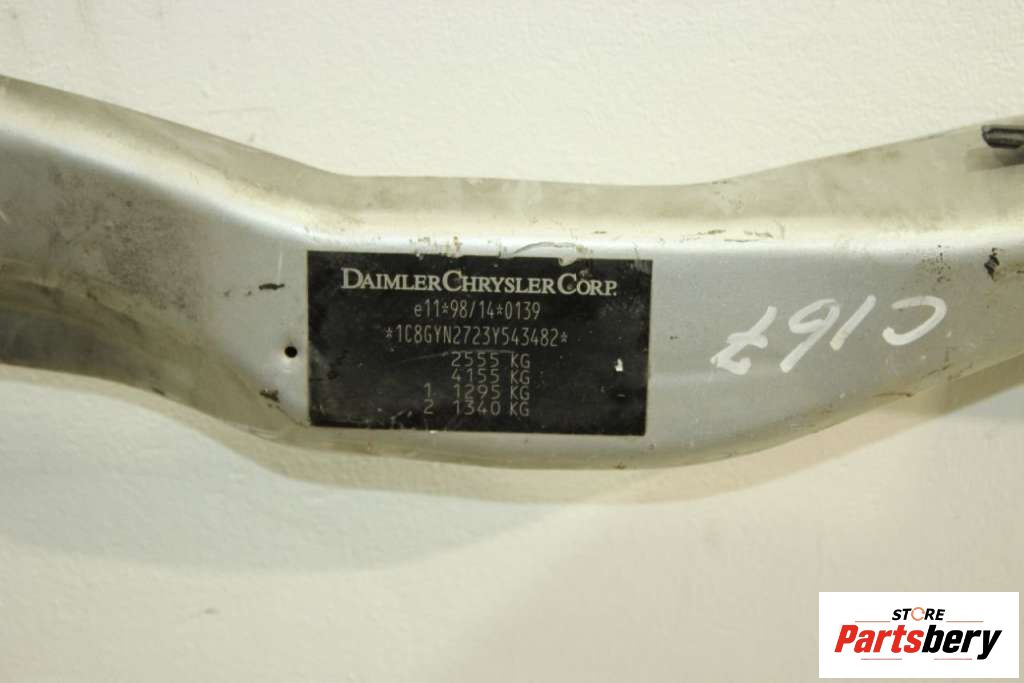 DAIMLERCHRYSLER CORP.
e11*98/14*0139
*1C8GYN2723Y543482*
2555 KG
4155 KG
1 1295 KG
2 1340 KG
C167
STORE
Partsbery